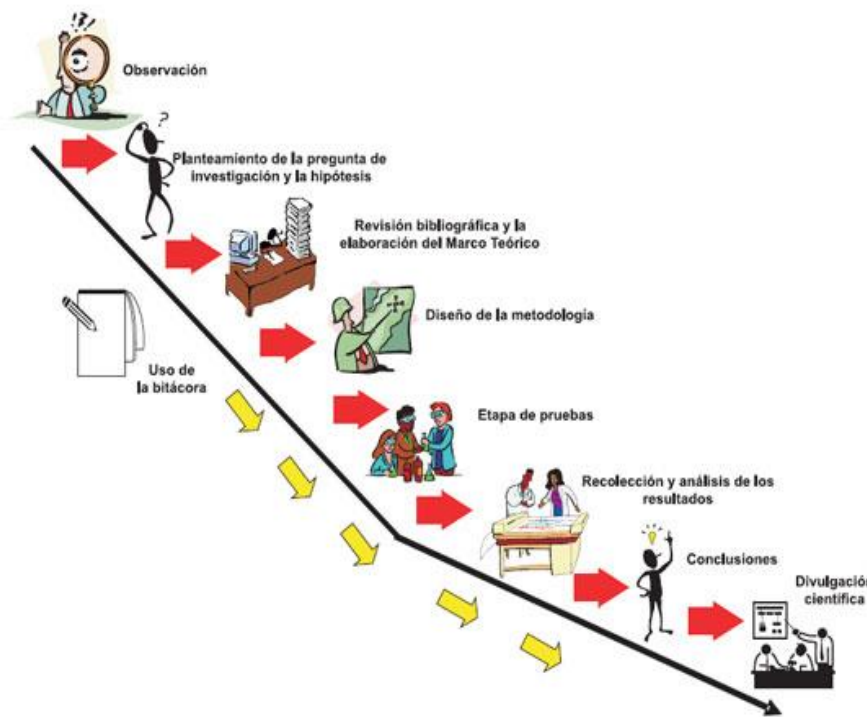 !?!
Observación
?
Planteamiento de la pregunta de
investigación y la hipótesis
Revisión bibliográfica y la
elaboración del Marco Teórico
Diseño de la metodología
Uso de
la bitácora
Etapa de pruebas
Recolección y análisis de los
resultados
Conclusiones
Divulgación
científica